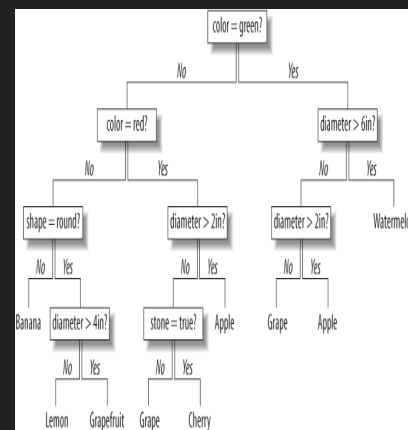 color = green?
No Yes
color = red? diameter > 6in?
No Yes No Yes
shape = round? diameter > 2in? diameter > 2in? Watermelo
No Yes No Yes No Yes
Banana diameter > 4in? stone = true? Apple Grape Apple
No Yes No Yes
Lemon Grapefruit Grape Cherry